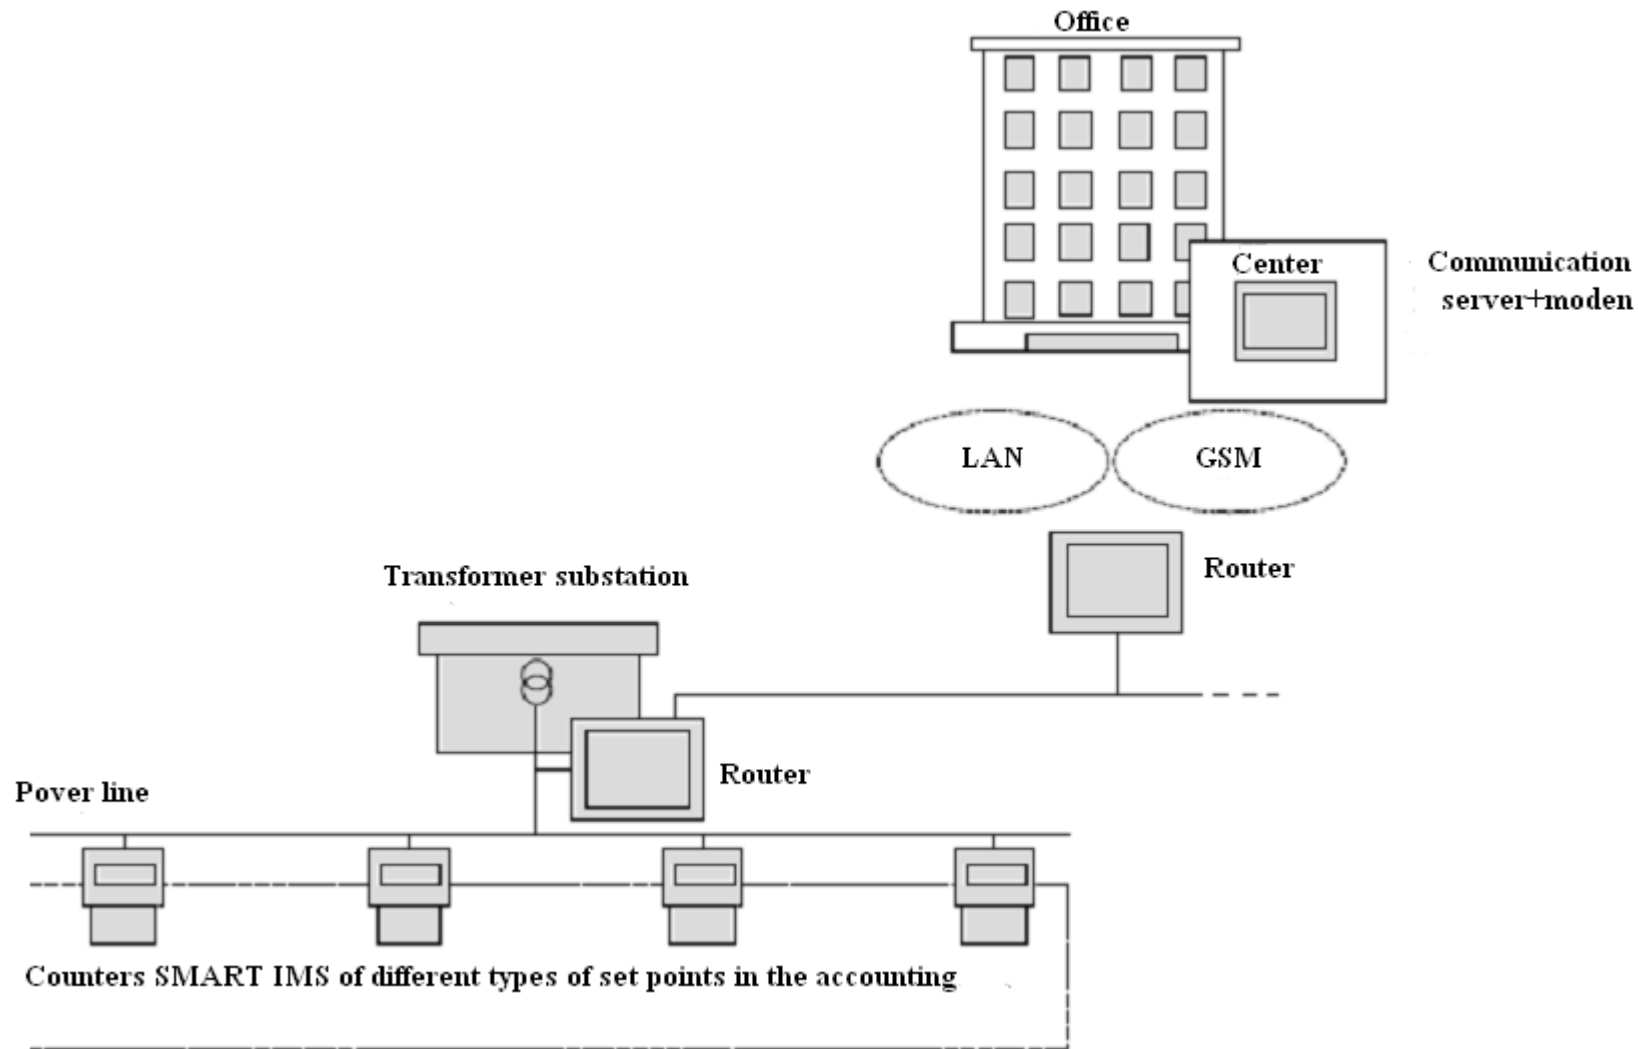 Office
Center
Communication
server+moden
LAN
GSM
Router
Transformer substation
Router
Pover line
Counters SMART IMS of different types of set points in the accounting